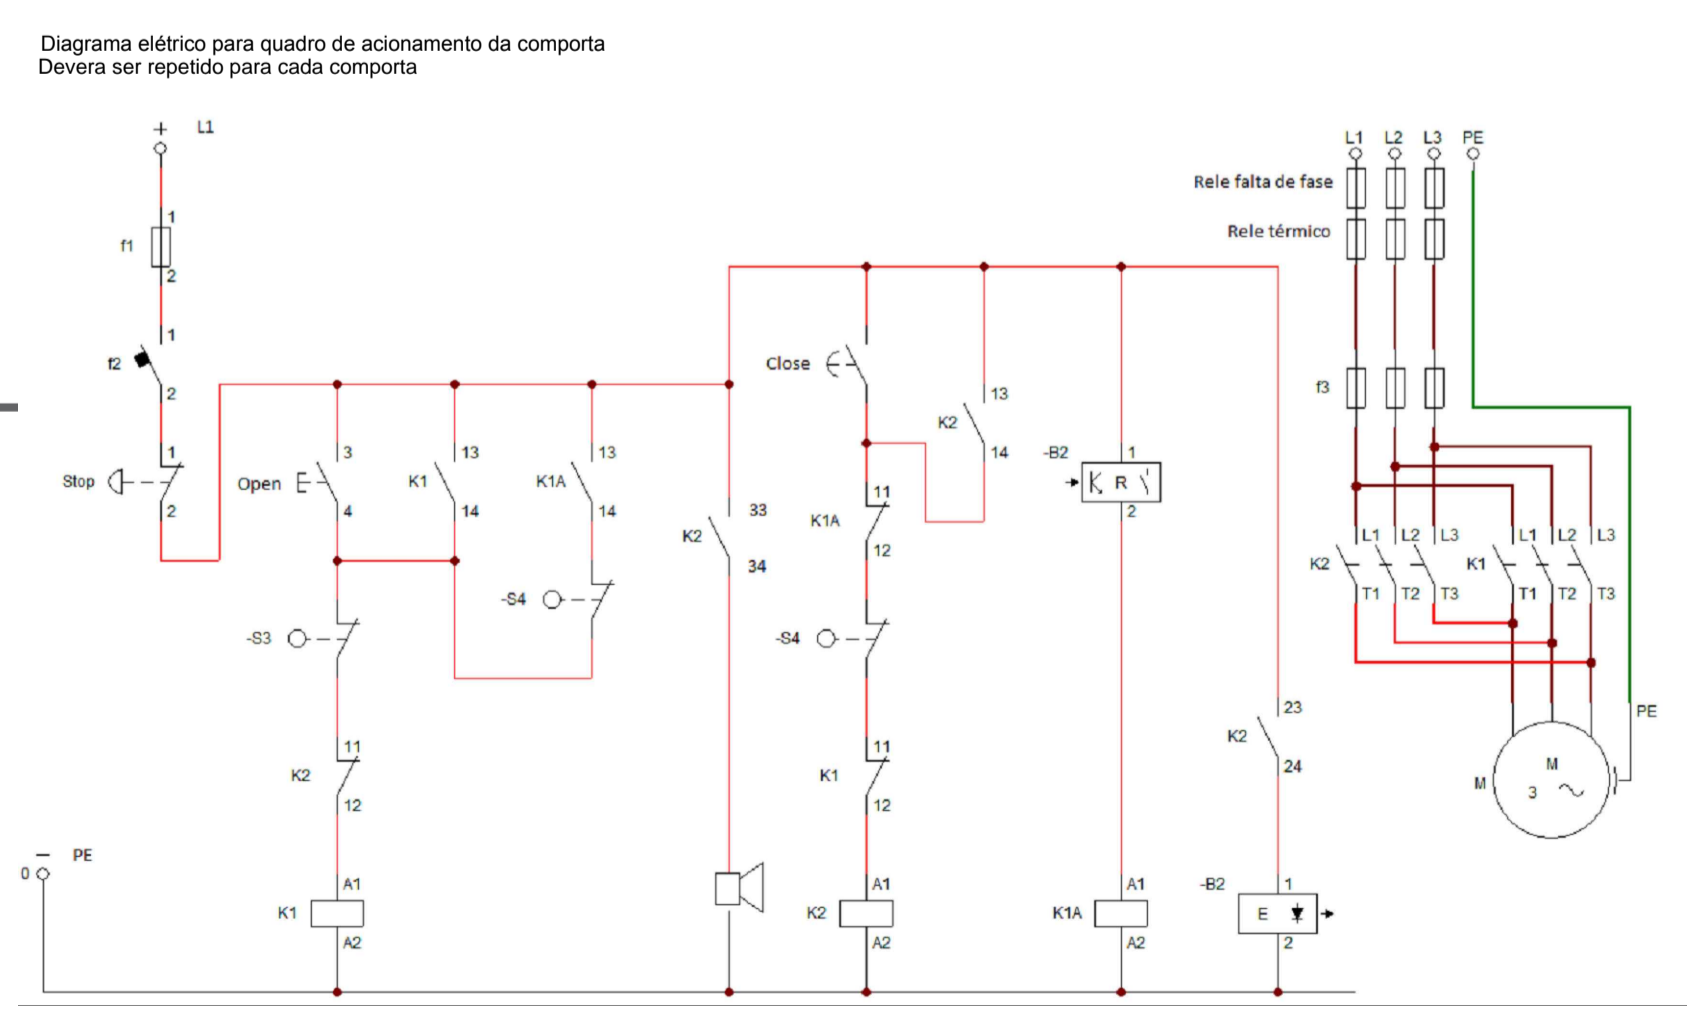 Diagrama elétrico para quadro de acionamento da comporta
Devera ser repetido para cada comporta
+ L1
L1 L2 L3 PE
Rele falta de fase
Rele térmico
1
f1
2
1
f2
2
1
Stop
2
3
Open
4
13
K1
14
13
K1A
14
-S4
-S3
11
K2
12
A1
K1
A2
− PE
0
33
K2
34
Close
13
K2
14
11
K1A
12
-S4
11
K1
12
A1
K2
A2
-B2
1
R
2
A1
K1A
A2
23
K2
24
-B2
1
E
2
f3
L1 L2 L3
K2
T1 T2 T3
L1 L2 L3
K1
T1 T2 T3
PE
M
M
3 ~